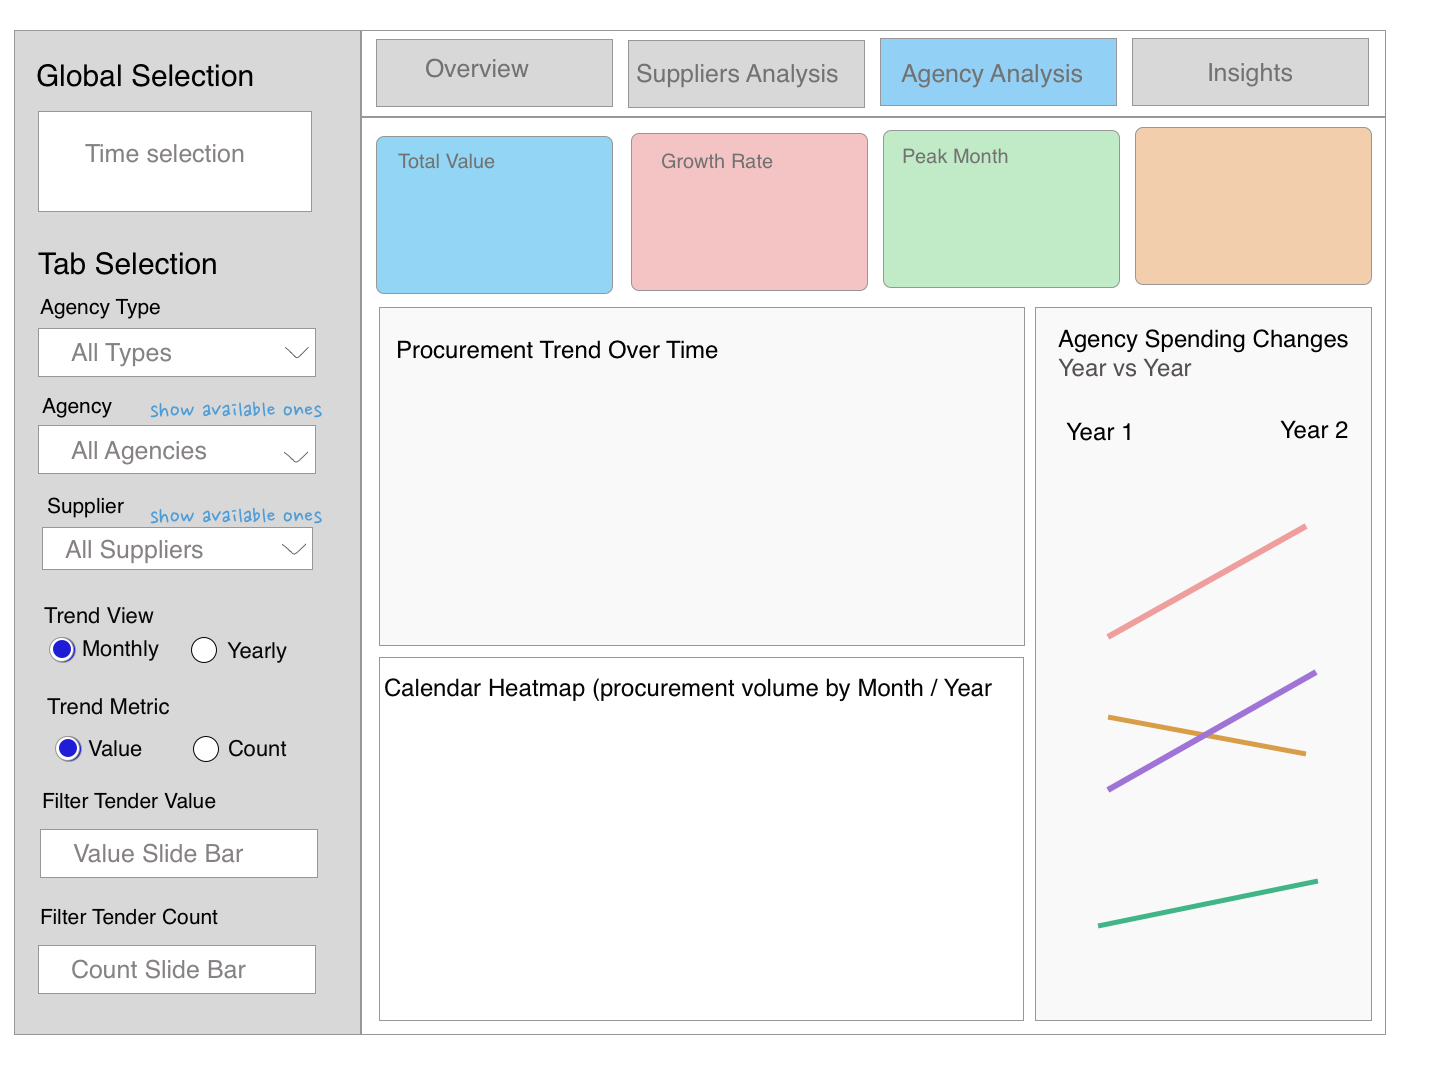 Global Selection
Time selection
Tab Selection
Agency Type
All Types
Agency
show available ones
All Agencies
Supplier
show available ones
All Suppliers
Trend View
Monthly
Yearly
Trend Metric
Value
Count
Filter Tender Value
Value Slide Bar
Filter Tender Count
Count Slide Bar
Overview
Suppliers Analysis
Agency Analysis
Insights
Total Value
Growth Rate
Peak Month
Procurement Trend Over Time
Calendar Heatmap (procurement volume by Month / Year
Agency Spending Changes
Year vs Year
Year 1
Year 2